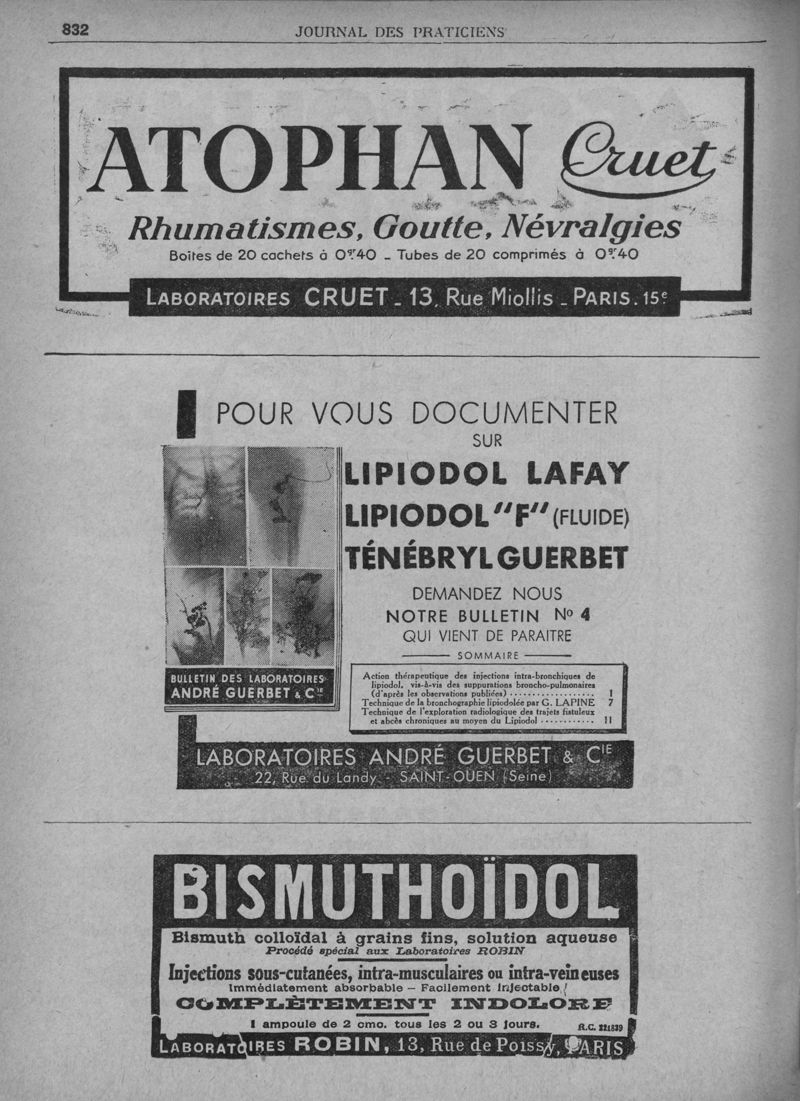 832
JOURNAL DES PRATICIENS
ATOPHAN Cruet
Rhumatismes, Goutte, Névralgies
Boîtes de 20 cachets à 0gr40 - Tubes de 20 comprimés à 0gr40
LABORATOIRES CRUET - 13, Rue Miollis - PARIS. 15e
POUR VOUS DOCUMENTER
SUR
LIPIODOL LAFAY
LIPIODOL "F" (FLUIDE)
TÉNÉBRYL GUERBET
DEMANDEZ NOUS
NOTRE BULLETIN No 4
QUI VIENT DE PARAITRE
SOMMAIRE
Action thérapeutique des injections intra-bronchiques de
lipiodol, vis-à-vis des suppurations broncho-pulmonaires
(d'après les observations publiées) .................. 1
Technique de la bronchographie lipiodolée par G. LAPINE 7
Technique de l'exploration radiologique des trajets fistuleux
et abcès chroniques au moyen du Lipiodol ............ 11
BULLETIN DES LABORATOIRES
ANDRÉ GUERBET & Cie
LABORATOIRES ANDRÉ GUERBET & CIE
22, Rue du Landy - SAINT-OUEN (Seine)
BISMUTHOÏDOL
Bismuth colloïdal à grains fins, solution aqueuse
Procédé spécial aux Laboratoires ROBIN
Injections sous-cutanées, intra-musculaires ou intra-veineuses
Immédiatement absorbable - Facilement injectable
COMPLÈTEMENT INDOLORE
1 ampoule de 2 cmc. tous les 2 ou 3 jours.
R.C. 221839
LABORATOIRES ROBIN, 13, Rue de Poissy, PARIS